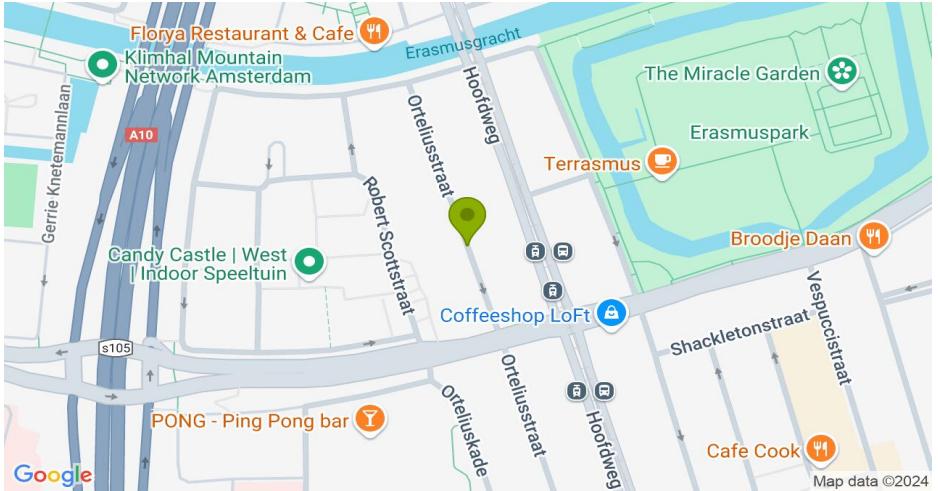 Florya Restaurant & Cafe
Erasmusgracht
Klimhal Mountain
Network Amsterdam
Hoofdweg
The Miracle Garden
Erasmuspark
A10
Orteliusstraat
Terrasmus
Gerrie Knetemannlaan
Robert Scottstraat
Broodje Daan
Candy Castle | West
| Indoor Speeltuin
Coffeeshop LoFt
Vespuccistraat
Shackletonstraat
s105
Orteliusstraat
Orteliuskade
Hoofdweg
PONG - Ping Pong bar
Cafe Cook
Google
Map data ©2024